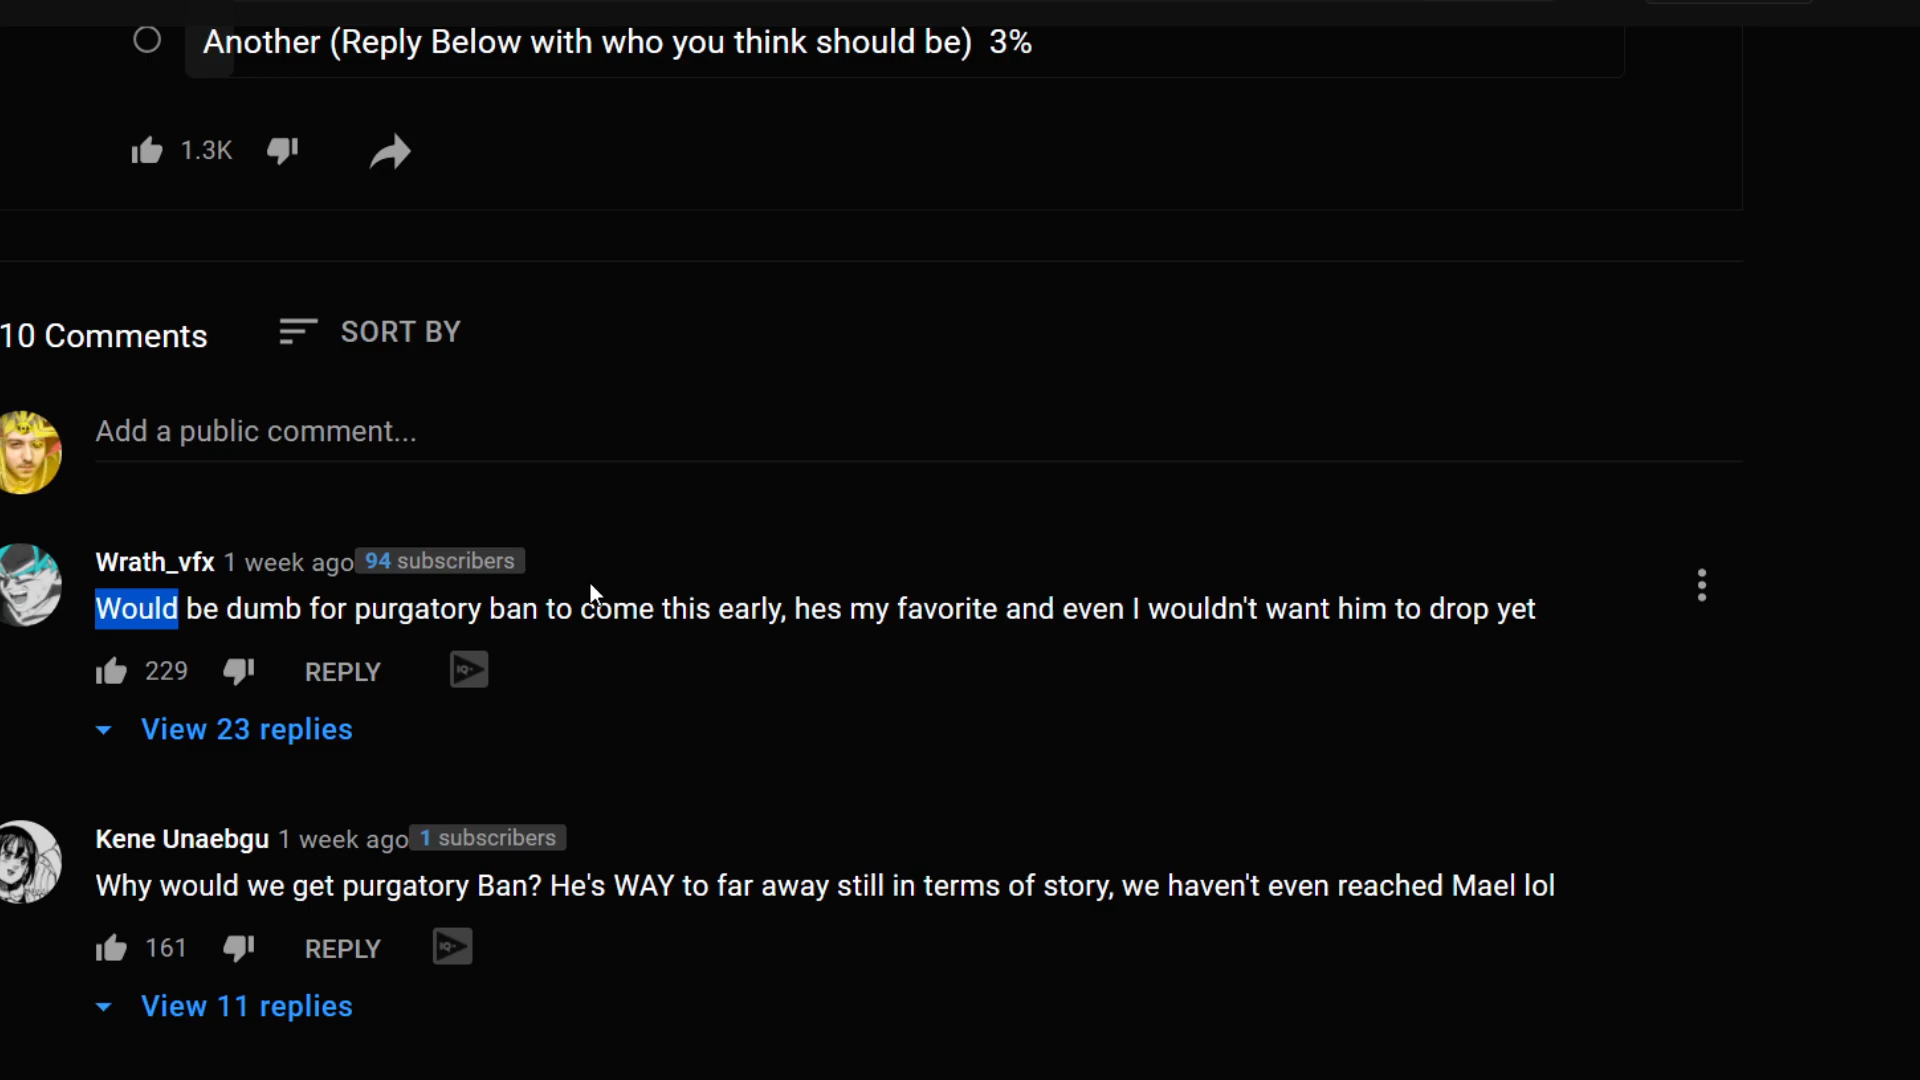 Another (Reply Below with who you think should be) 3%
1.3K
10 Comments
SORT BY
Add a public comment...
Wrath_vfx 1 week ago 94 subscribers
Would be dumb for purgatory ban to come this early, hes my favorite and even I wouldn't want him to drop yet
229 REPLY IQ
View 23 replies
Kene Unaebgu 1 week ago 1 subscribers
Why would we get purgatory Ban? He's WAY to far away still in terms of story, we haven't even reached Mael lol
161 REPLY IQ
View 11 replies